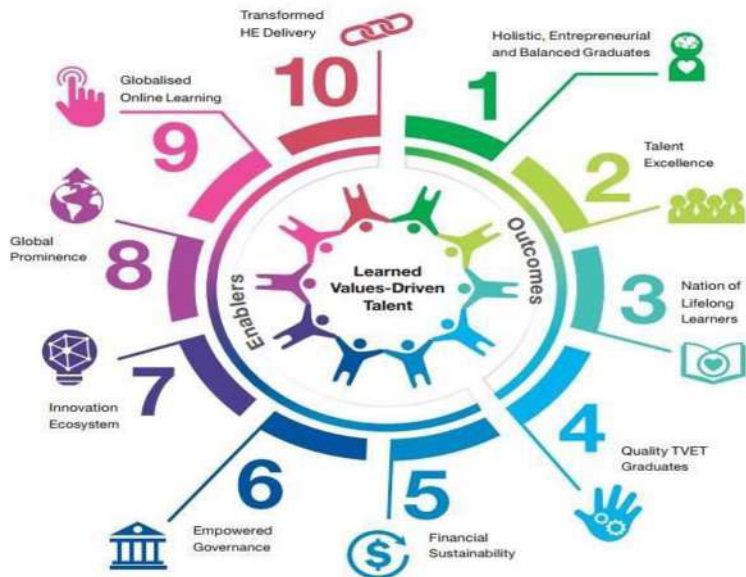 Transformed
HE Delivery
10
Holistic, Entrepreneurial
and Balanced Graduates
1
Talent
Excellence
2
Nation of
Lifelong
Learners
3
Quality TVET
Graduates
4
Financial
Sustainability
5
Empowered
Governance
6
Innovation
Ecosystem
7
Global
Prominence
8
Globalised
Online Learning
9
Enablers
Outcomes
Learned
Values-Driven
Talent
$